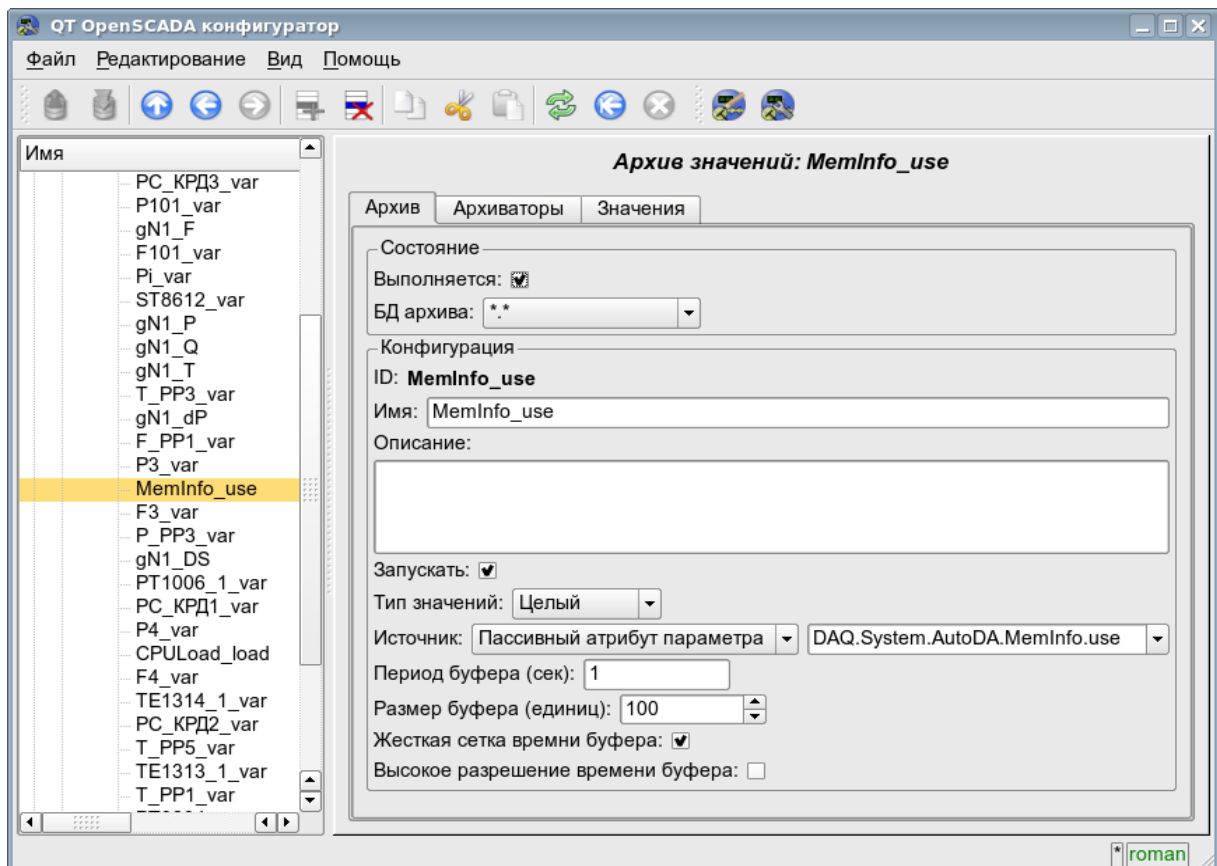 QT OpenSCADA конфигуратор
Файл Редактирование Вид Помощь
Имя
РС_КРД3_var
P101_var
gN1_F
F101_var
Pi_var
ST8612_var
gN1_P
gN1_Q
gN1_T
T_PP3_var
gN1_dP
F_PP1_var
P3_var
MemInfo_use
F3_var
P_PP3_var
gN1_DS
PT1006_1_var
РС_КРД1_var
P4_var
CPULoad_load
F4_var
TE1314_1_var
РС_КРД2_var
T_PP5_var
TE1313_1_var
T_PP1_var
Архив значений: MemInfo_use
Архив Архиваторы Значения
Состояние
Выполняется:
БД архива: *.*
Конфигурация
ID: MemInfo_use
Имя: MemInfo_use
Описание:
Запускать:
Тип значений: Целый
Источник: Пассивный атрибут параметра DAQ.System.AutoDA.MemInfo.use
Период буфера (сек): 1
Размер буфера (единиц): 100
Жесткая сетка времни буфера:
Высокое разрешение времени буфера:
* roman